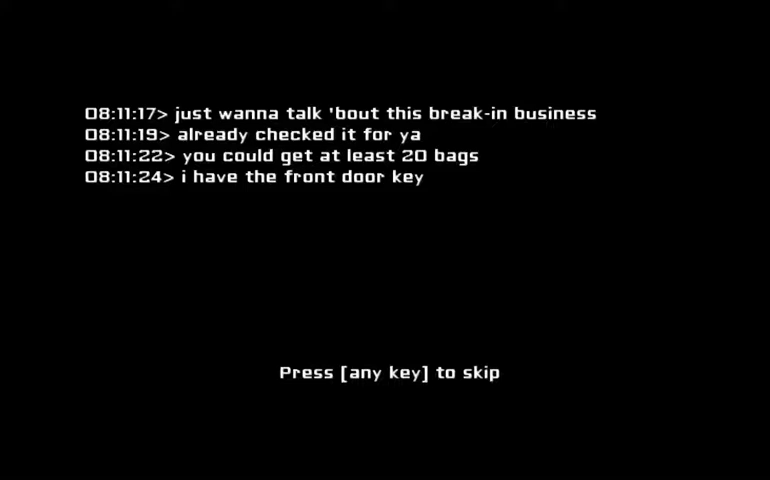 08:11:17> just wanna talk 'bout this break-in business
08:11:19> already checked it for ya
08:11:22> you could get at least 20 bags
08:11:24> i have the front door key
Press [any key] to skip